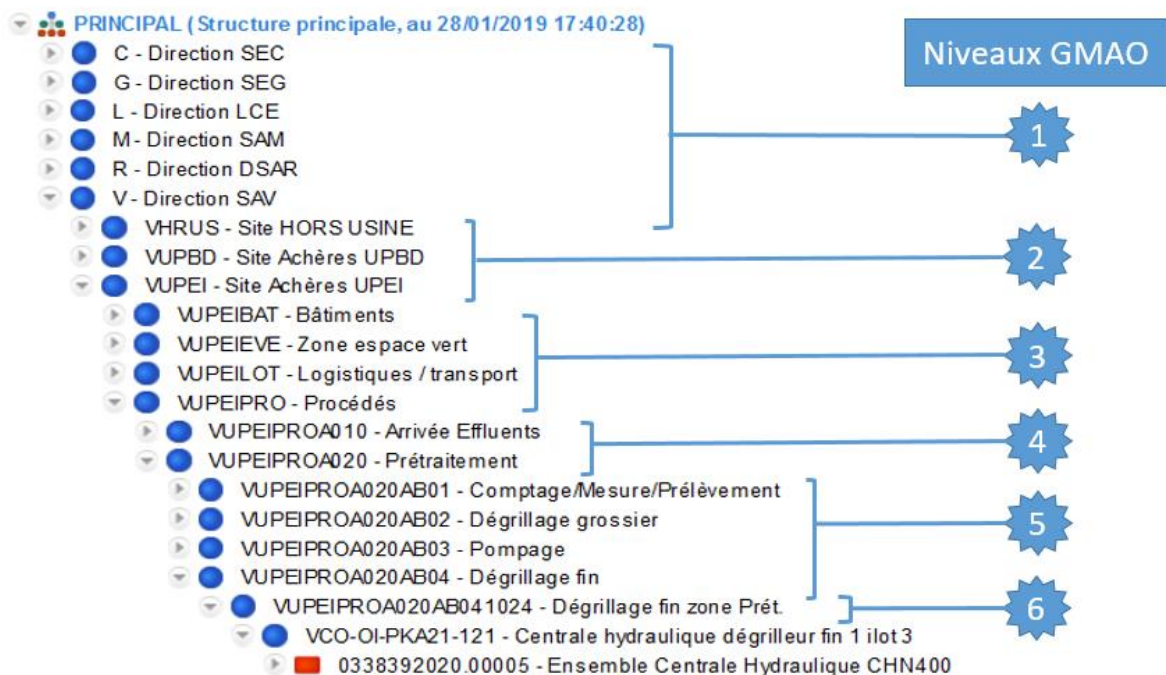 PRINCIPAL (Structure principale, au 28/01/2019 17:40:28)
Niveaux GMAO
C - Direction SEC
G - Direction SEG
L - Direction LCE
1
M - Direction SAM
R - Direction DSAR
V - Direction SAV
VHRUS - Site HORS USINE
VUPBD - Site Achères UPBD
2
VUPEI - Site Achères UPEI
VUPEIBAT - Bâtiments
VUPEIEVE - Zone espace vert
3
VUPEILOT - Logistiques / transport
VUPEIPRO - Procédés
VUPEIPROA010 - Arrivée Effluents
4
VUPEIPROA020 - Prétraitement
VUPEIPROA020AB01 - Comptage/Mesure/Prélèvement
VUPEIPROA020AB02 - Dégrillage grossier
5
VUPEIPROA020AB03 - Pompage
VUPEIPROA020AB04 - Dégrillage fin
VUPEIPROA020AB041024 - Dégrillage fin zone Prét.
6
VCO-OI-PKA21-121 - Centrale hydraulique dégrilleur fin 1 ilot 3
0338392020.00005 - Ensemble Centrale Hydraulique CHN400